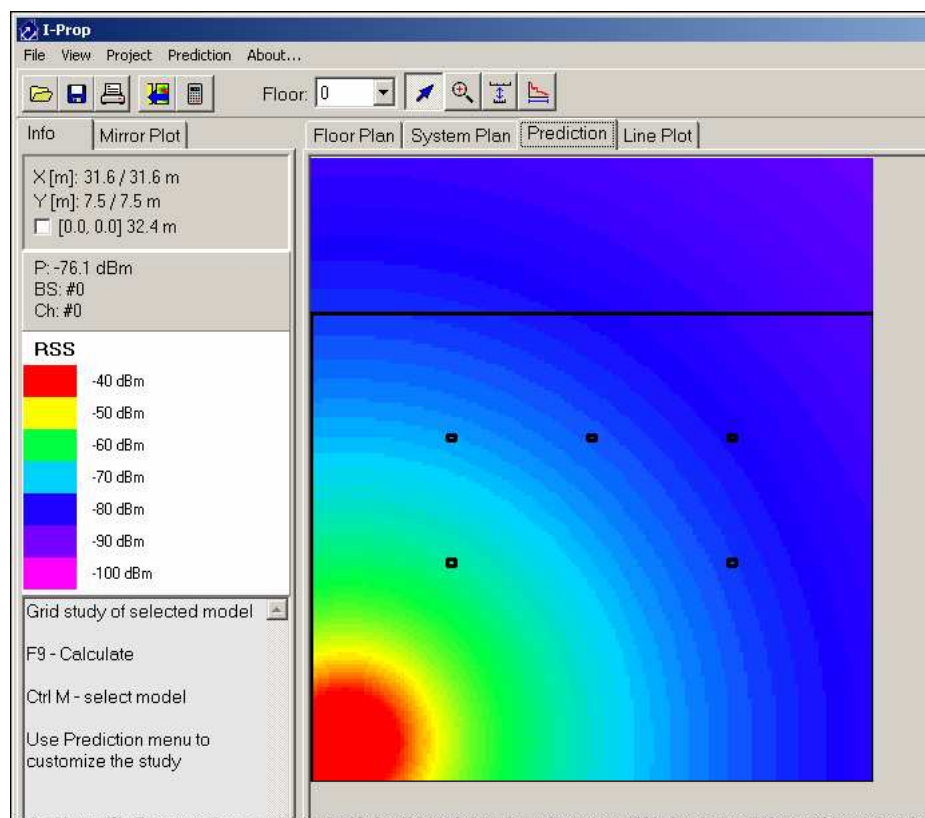 I-Prop
File View Project Prediction About...
Floor: 0
Info Mirror Plot
Floor Plan System Plan Prediction Line Plot
X [m]: 31.6 / 31.6 m
Y [m]: 7.5 / 7.5 m
[0.0, 0.0] 32.4 m
P: -76.1 dBm
BS: #0
Ch: #0
RSS
-40 dBm
-50 dBm
-60 dBm
-70 dBm
-80 dBm
-90 dBm
-100 dBm
Grid study of selected model
F9 - Calculate
Ctrl M - select model
Use Prediction menu to
customize the study